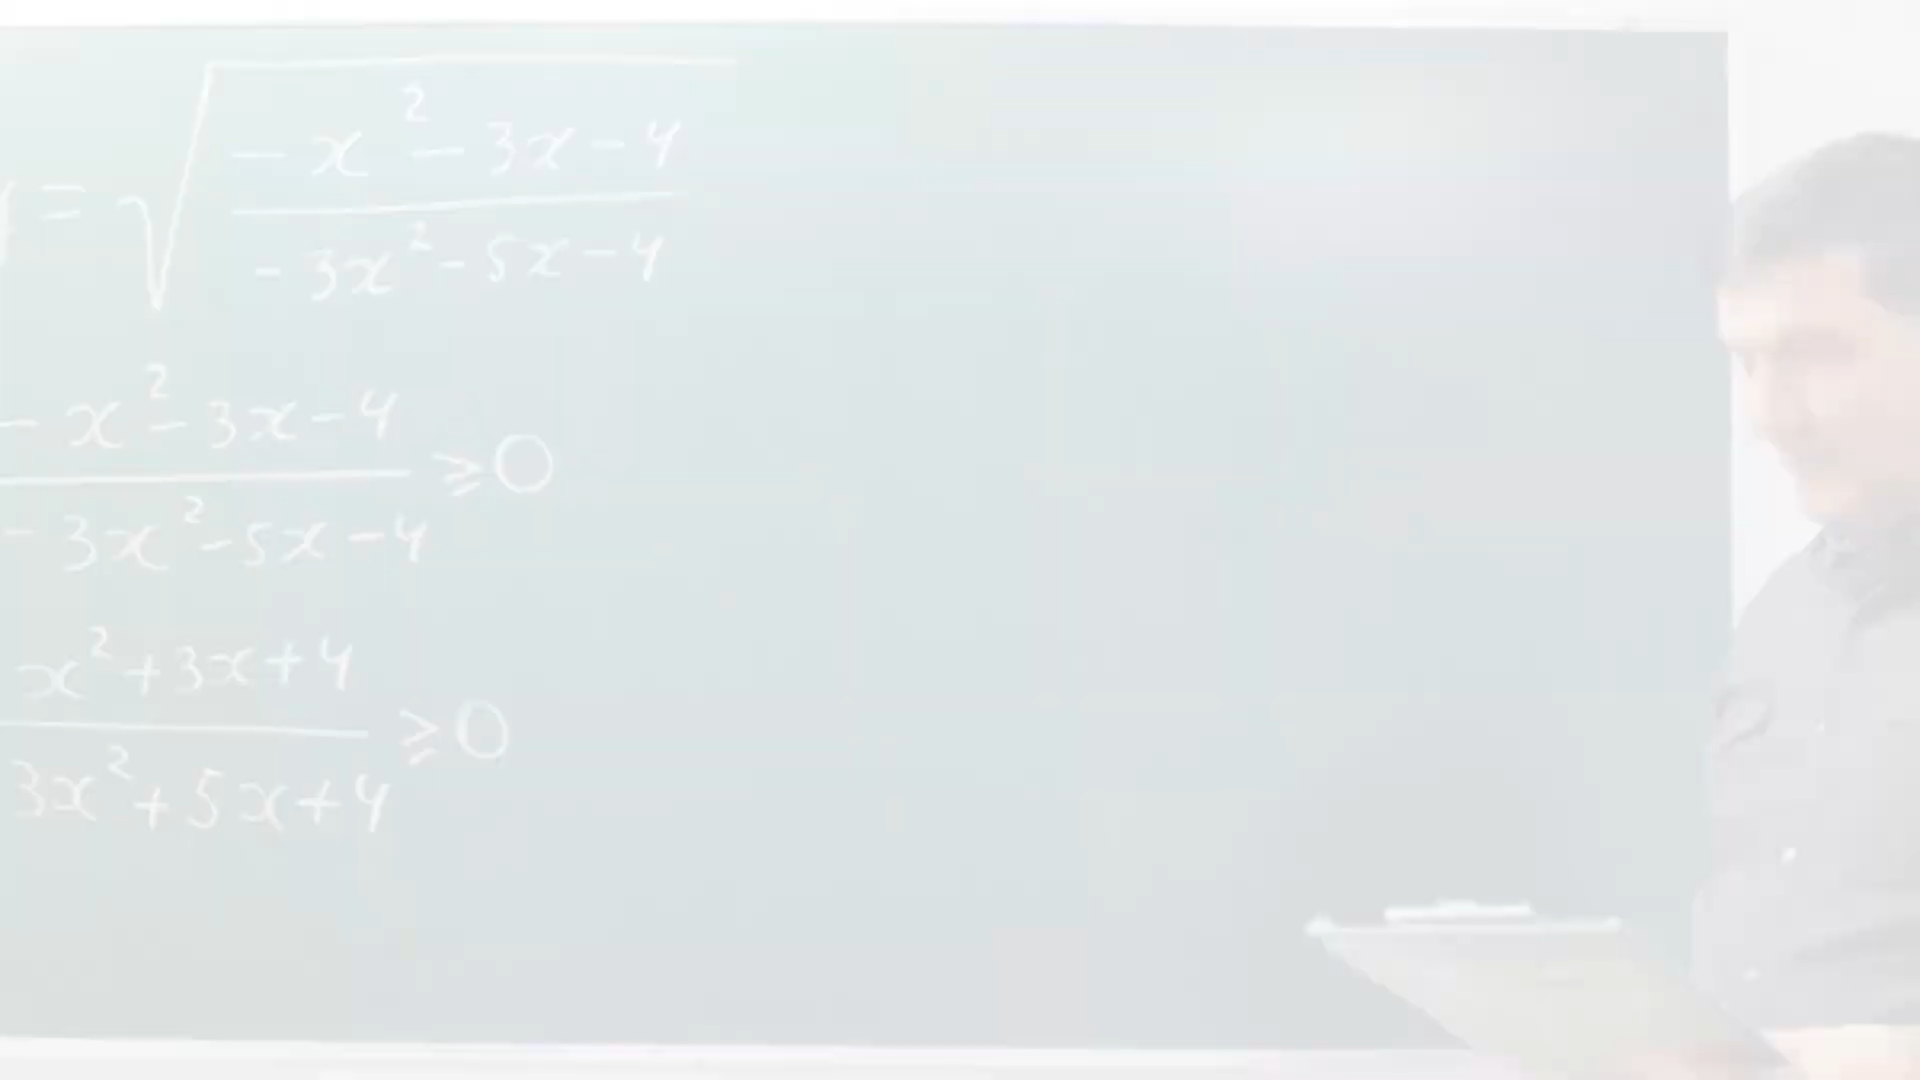 y = √((-x² - 3x - 4)/(-3x² - 5x - 4))
(-x² - 3x - 4)/(-3x² - 5x - 4) ⩾ 0
(x² + 3x + 4)/(3x² + 5x + 4) ⩾ 0